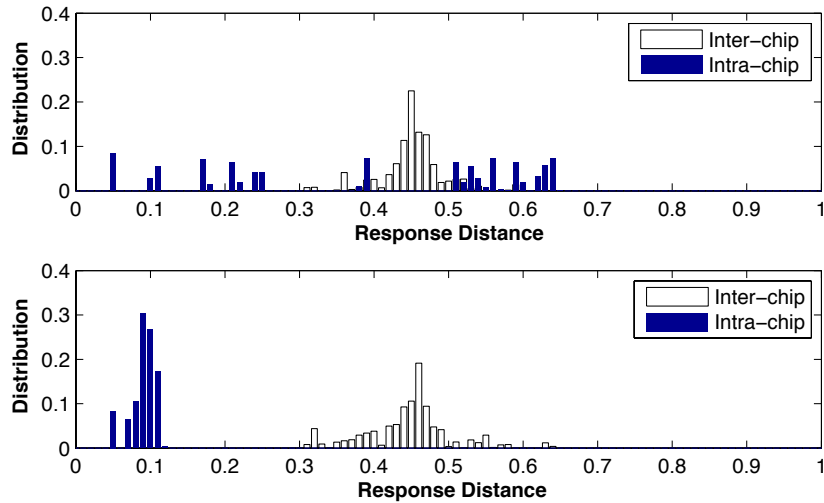 0.4
0.3
0.2
0.1
0
Distribution
Inter−chip
Intra−chip
0 0.1 0.2 0.3 0.4 0.5 0.6 0.7 0.8 0.9 1
Response Distance
0.4
0.3
0.2
0.1
0
Distribution
Inter−chip
Intra−chip
0 0.1 0.2 0.3 0.4 0.5 0.6 0.7 0.8 0.9 1
Response Distance